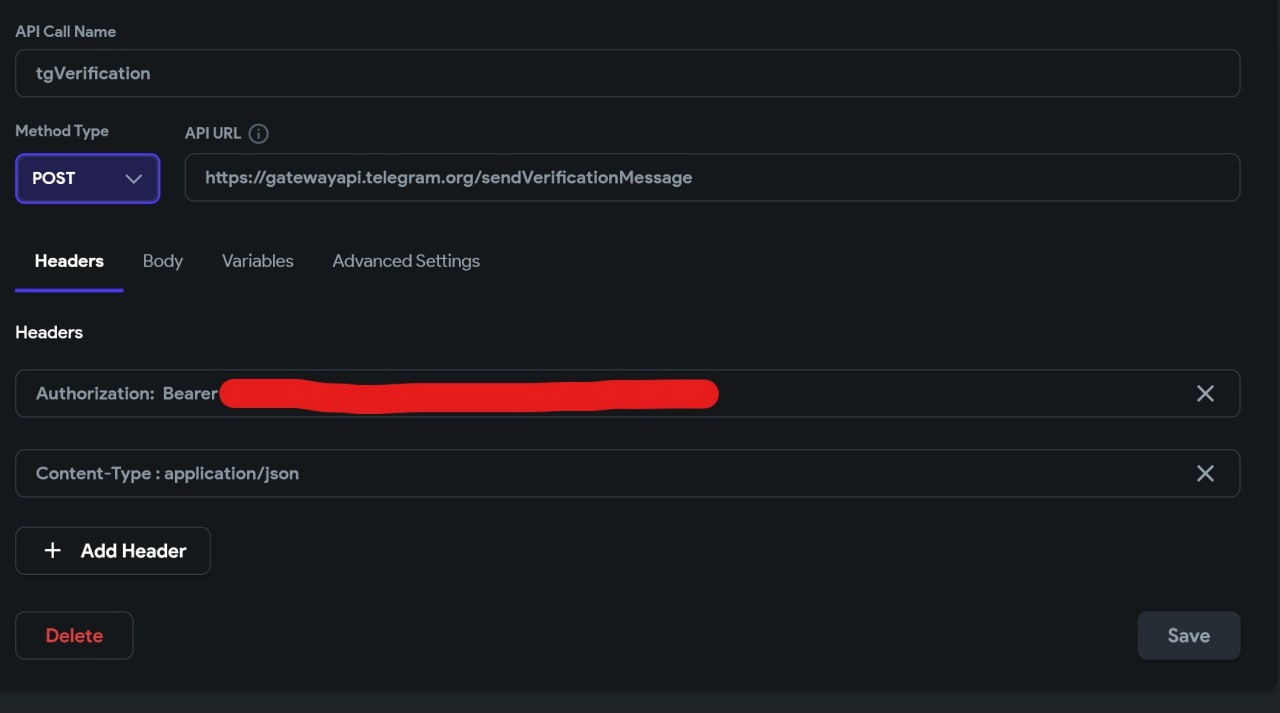 API Call Name
tgVerification
Method Type
API URL
POST
https://gatewayapi.telegram.org/sendVerificationMessage
Headers Body Variables Advanced Settings
Headers
Authorization: Bearer
Content-Type : application/json
+ Add Header
Delete
Save